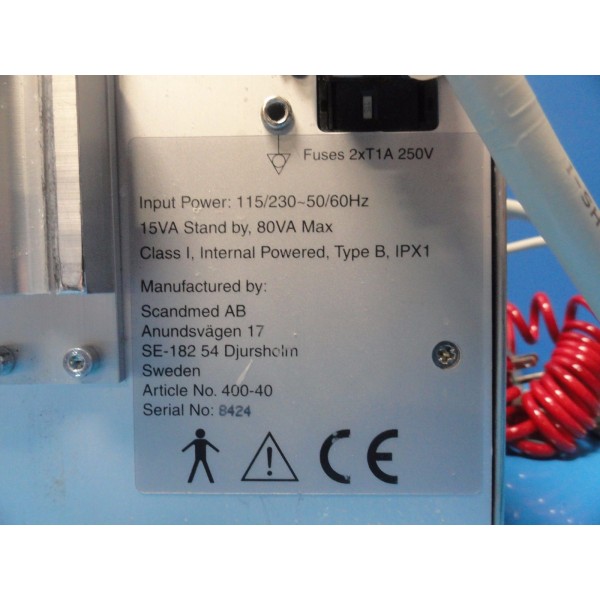 Fuses 2xT1A 250V
Input Power: 115/230~50/60Hz
15VA Stand by, 80VA Max
Class I, Internal Powered, Type B, IPX1
Manufactured by:
Scandmed AB
Anundsvägen 17
SE-182 54 Djursholm
Sweden
Article No. 400-40
Serial No: 8424
CE